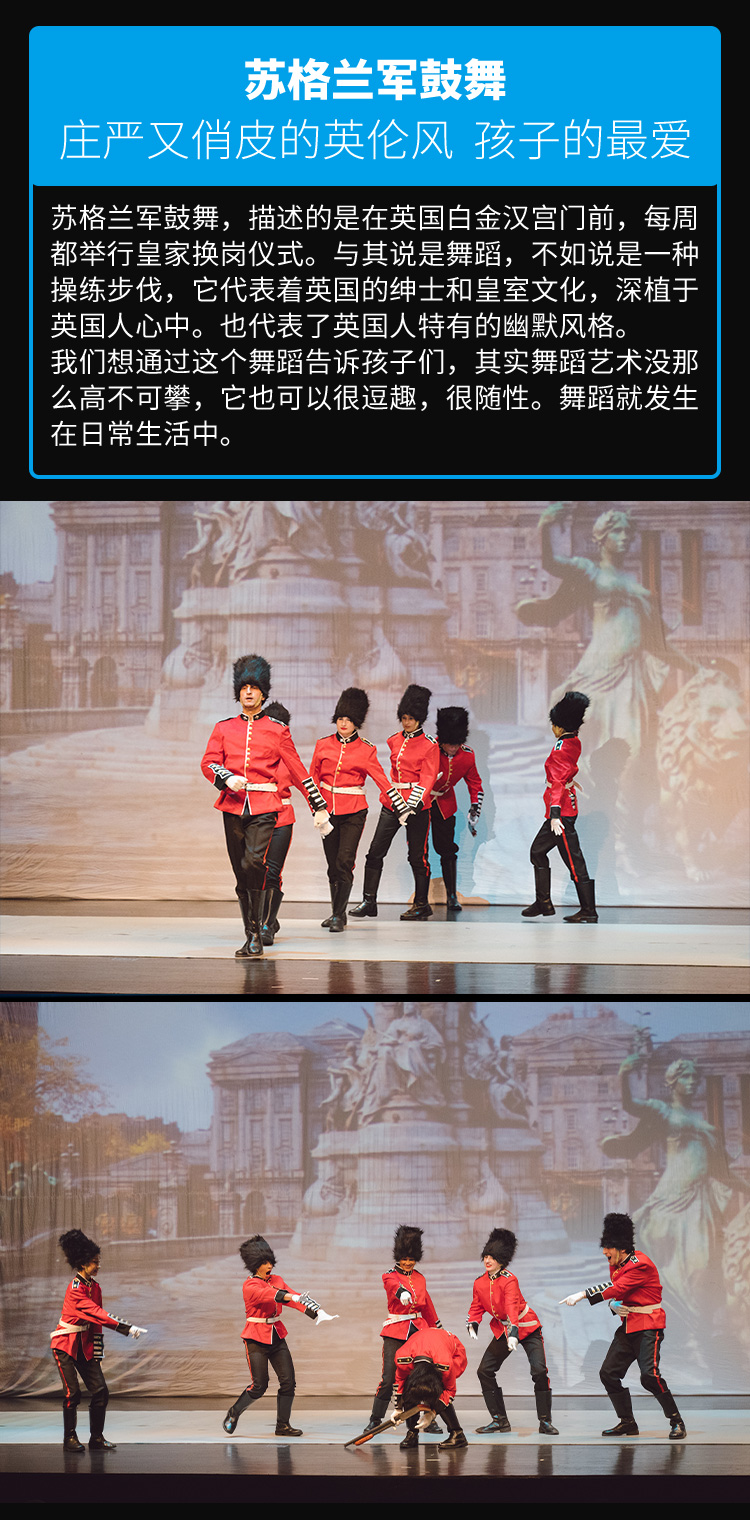 苏格兰军鼓舞
庄严又俏皮的英伦风 孩子的最爱
苏格兰军鼓舞，描述的是在英国白金汉宫门前，每周
都举行皇家换岗仪式。与其说是舞蹈，不如说是一种
操练步伐，它代表着英国的绅士和皇室文化，深植于
英国人心中。也代表了英国人特有的幽默风格。
我们想通过这个舞蹈告诉孩子们，其实舞蹈艺术没那
么高不可攀，它也可以很逗趣，很随性。舞蹈就发生
在日常生活中。